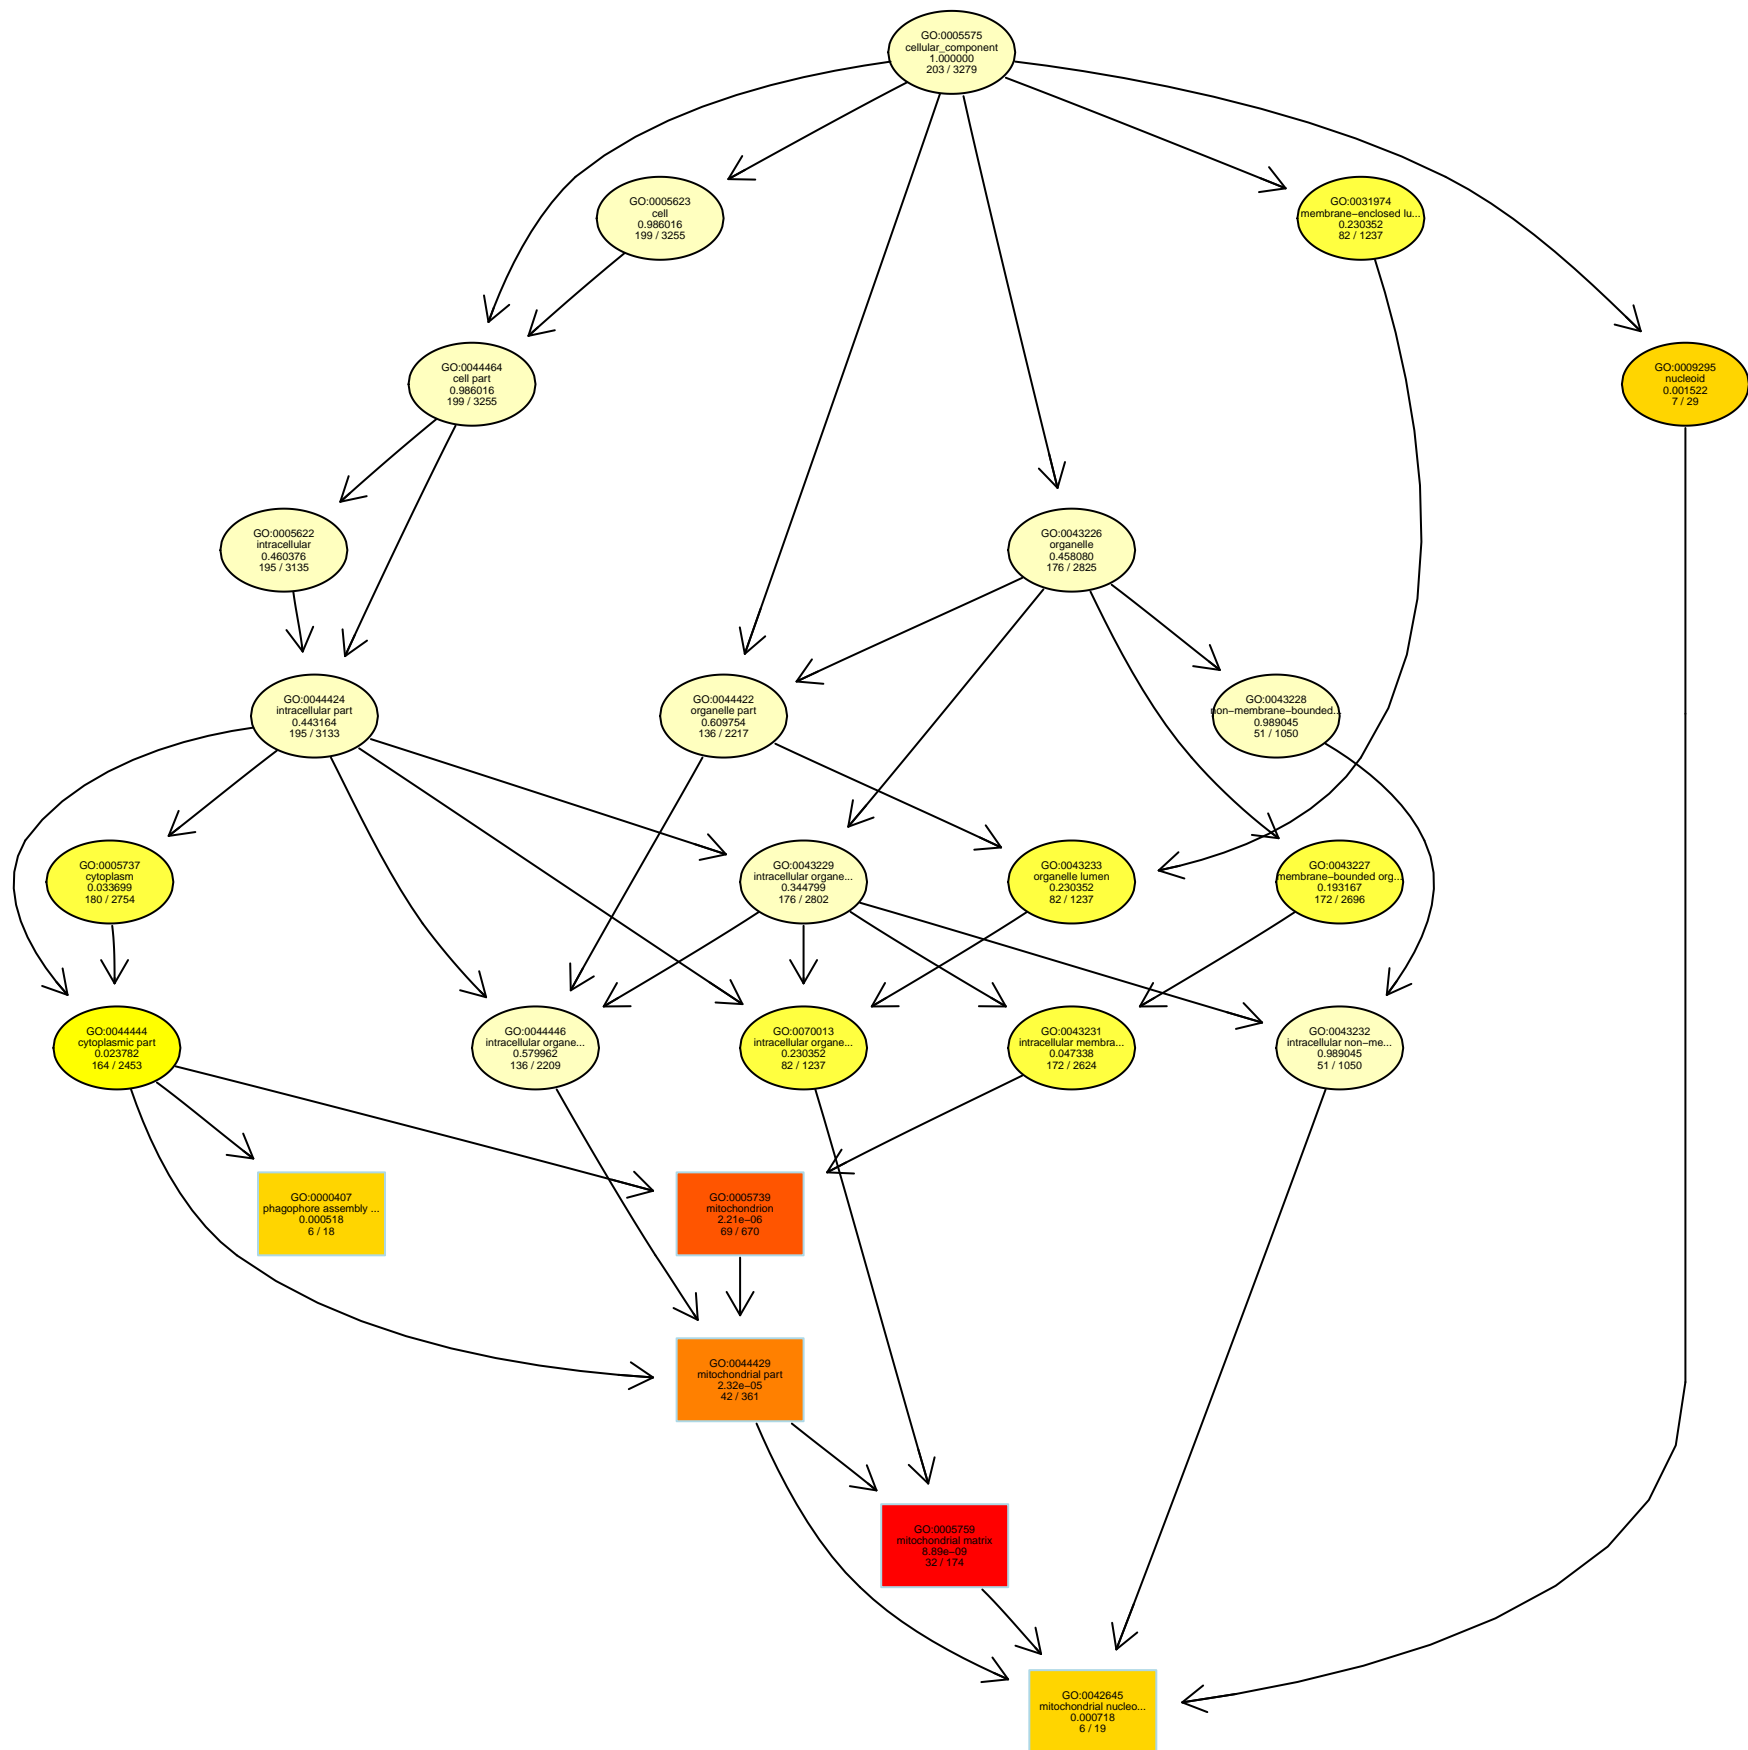 GO:0005575
cellular_component
1.000000
203 / 3279
GO:0005623
cell
0.986016
199 / 3255
GO:0031974
membrane−enclosed lu...
0.230352
82 / 1237
GO:0044464
cell part
0.986016
199 / 3255
GO:0009295
nucleoid
0.001522
7 / 29
GO:0005622
intracellular
0.460376
195 / 3135
GO:0043226
organelle
0.458080
176 / 2825
GO:0044424
intracellular part
0.443164
195 / 3133
GO:0044422
organelle part
0.609754
136 / 2217
GO:0043228
non−membrane−bounded...
0.989045
51 / 1050
GO:0005737
cytoplasm
0.033699
180 / 2754
GO:0043229
intracellular organe...
0.344799
176 / 2802
GO:0043233
organelle lumen
0.230352
82 / 1237
GO:0043227
membrane−bounded org...
0.193167
172 / 2696
GO:0044444
cytoplasmic part
0.023782
164 / 2453
GO:0044446
intracellular organe...
0.579962
136 / 2209
GO:0070013
intracellular organe...
0.230352
82 / 1237
GO:0043231
intracellular membra...
0.047338
172 / 2624
GO:0043232
intracellular non−me...
0.989045
51 / 1050
GO:0000407
phagophore assembly ...
0.000518
6 / 18
GO:0005739
mitochondrion
2.21e−06
69 / 670
GO:0044429
mitochondrial part
2.32e−05
42 / 361
GO:0005759
mitochondrial matrix
8.89e−09
32 / 174
GO:0042645
mitochondrial nucleo...
0.000718
6 / 19